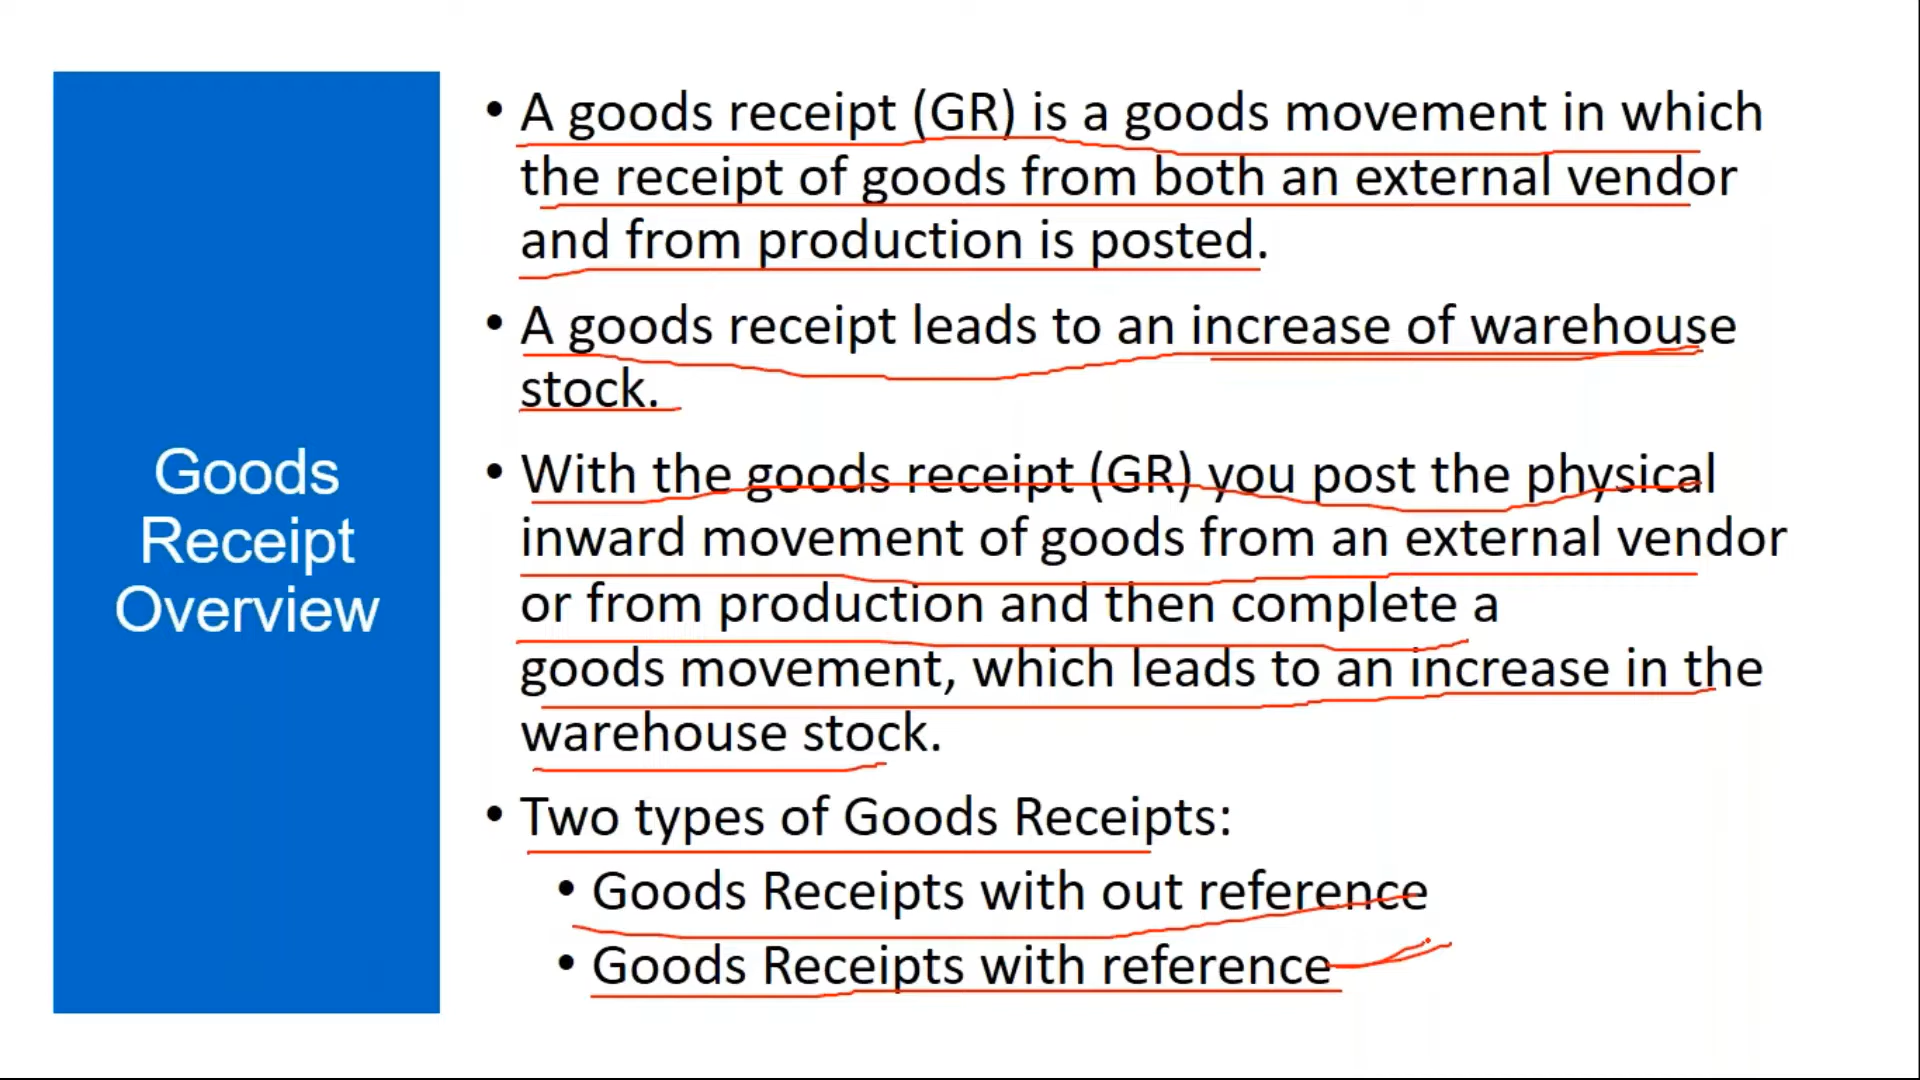 Goods
Receipt
Overview
• A goods receipt (GR) is a goods movement in which
the receipt of goods from both an external vendor
and from production is posted.
• A goods receipt leads to an increase of warehouse
stock.
• With the goods receipt (GR) you post the physical
inward movement of goods from an external vendor
or from production and then complete a
goods movement, which leads to an increase in the
warehouse stock.
• Two types of Goods Receipts:
• Goods Receipts with out reference
• Goods Receipts with reference